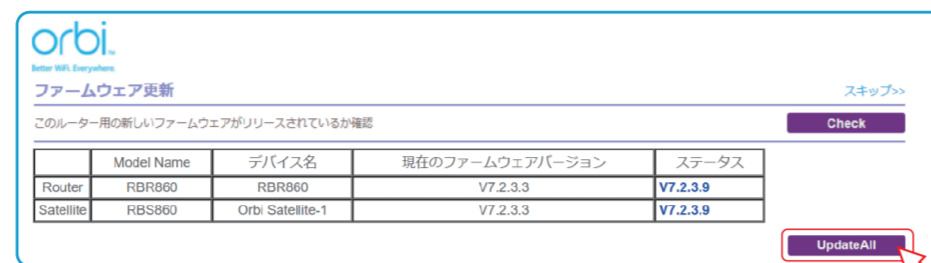 orbi™
Better WiFi. Everywhere.
ファームウェア更新 スキップ>>
このルーター用の新しいファームウェアがリリースされているか確認 Check
Model Name デバイス名 現在のファームウェアバージョン ステータス
Router RBR860 RBR860 V7.2.3.3 V7.2.3.9
Satellite RBS860 Orbi Satellite-1 V7.2.3.3 V7.2.3.9
UpdateAll